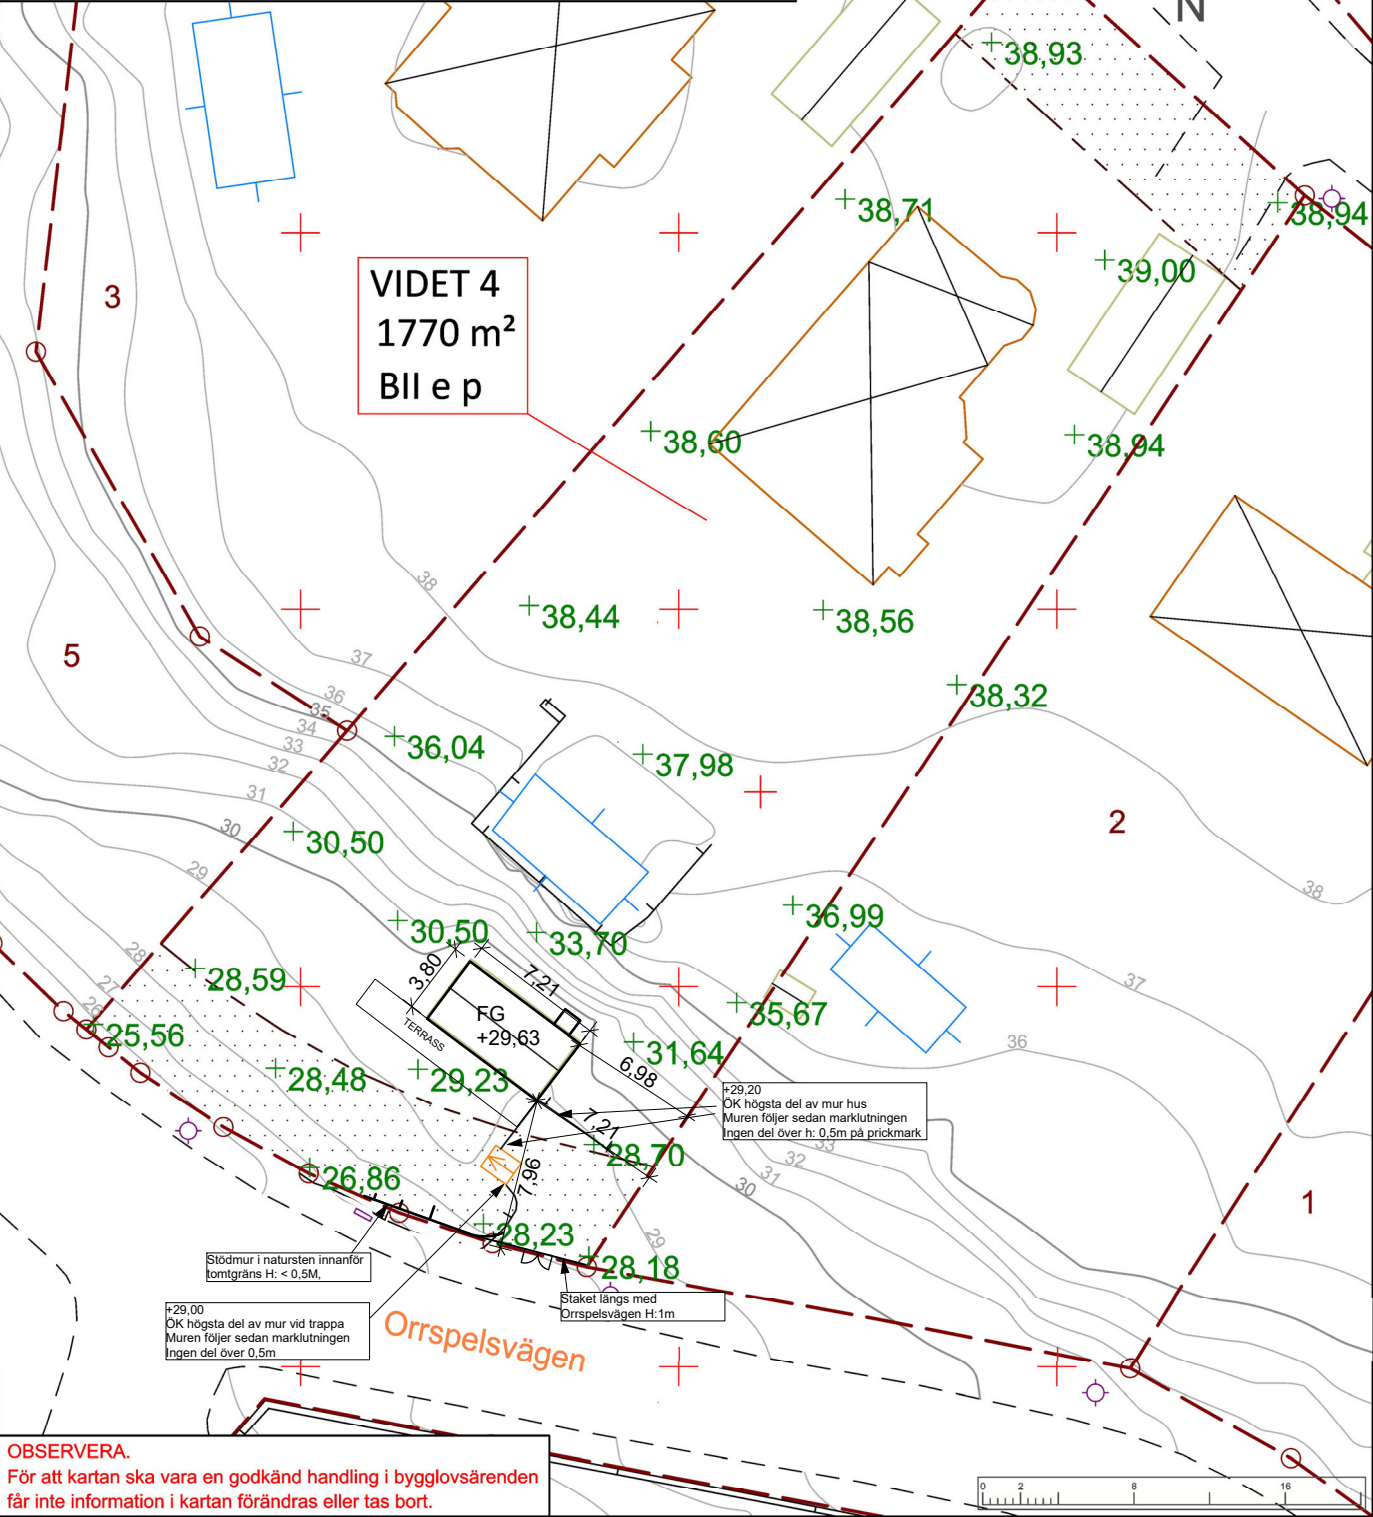 N
38,93
38,71
38,94
39,00
3
VIDET 4
1770 m²
BII e p
38,60
38,94
38
38,44
38,56
5
37
36
35
34
33
32
31
30
29
38,32
36,04
37,98
2
30,50
38
36,99
30,50
33,70
28
28,59
27
26
3,80
7,21
37
FG
+29,63
TERRASS
35,67
25,56
36
31,64
28,48
29,23
6,98
+29,20
ÖK högsta del av mur hus
Muren följer sedan marklutningen
Ingen del över h: 0,5m på prickmark
7,21
28,70
33
32
31
30
26,86
7,96
1
28,23
29
28,18
Stödmur i natursten innanför
tomtgräns H: < 0,5M,
Staket längs med
Orrspelsvägen H:1m
+29,00
ÖK högsta del av mur vid trappa
Muren följer sedan marklutningen
Ingen del över 0,5m
Orrspelsvägen
OBSERVERA.
För att kartan ska vara en godkänd handling i bygglovsärenden
får inte information i kartan förändras eller tas bort.
0 2 8 16